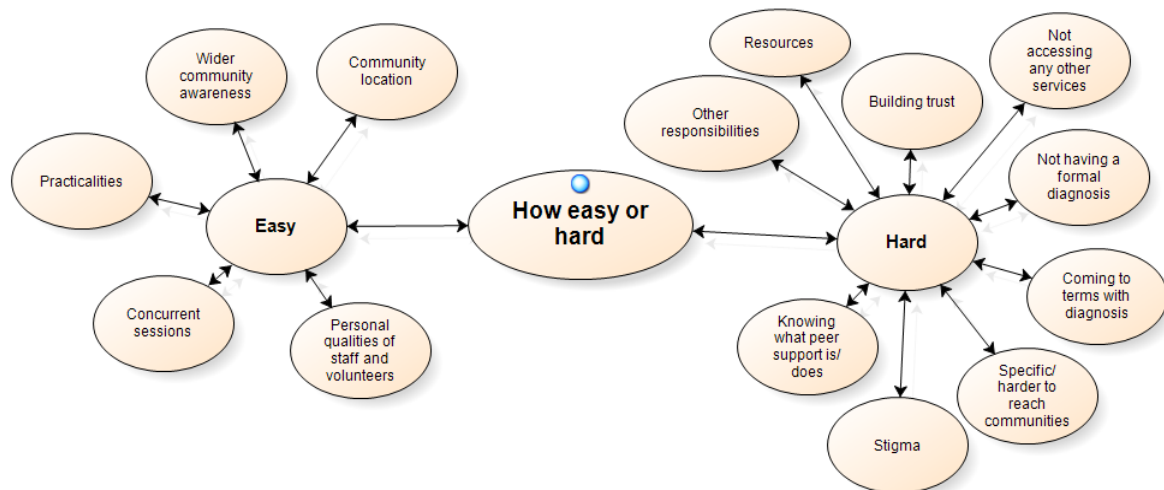 Wider
community
awareness
Community
location
Practicalities
Easy
Concurrent
sessions
Personal
qualities of
staff and
volunteers
How easy or
hard
Resources
Other
responsibilities
Building trust
Not
accessing
any other
services
Not having a
formal
diagnosis
Hard
Coming to
terms with
diagnosis
Knowing
what peer
support is/
does
Specific/
harder to
reach
communities
Stigma